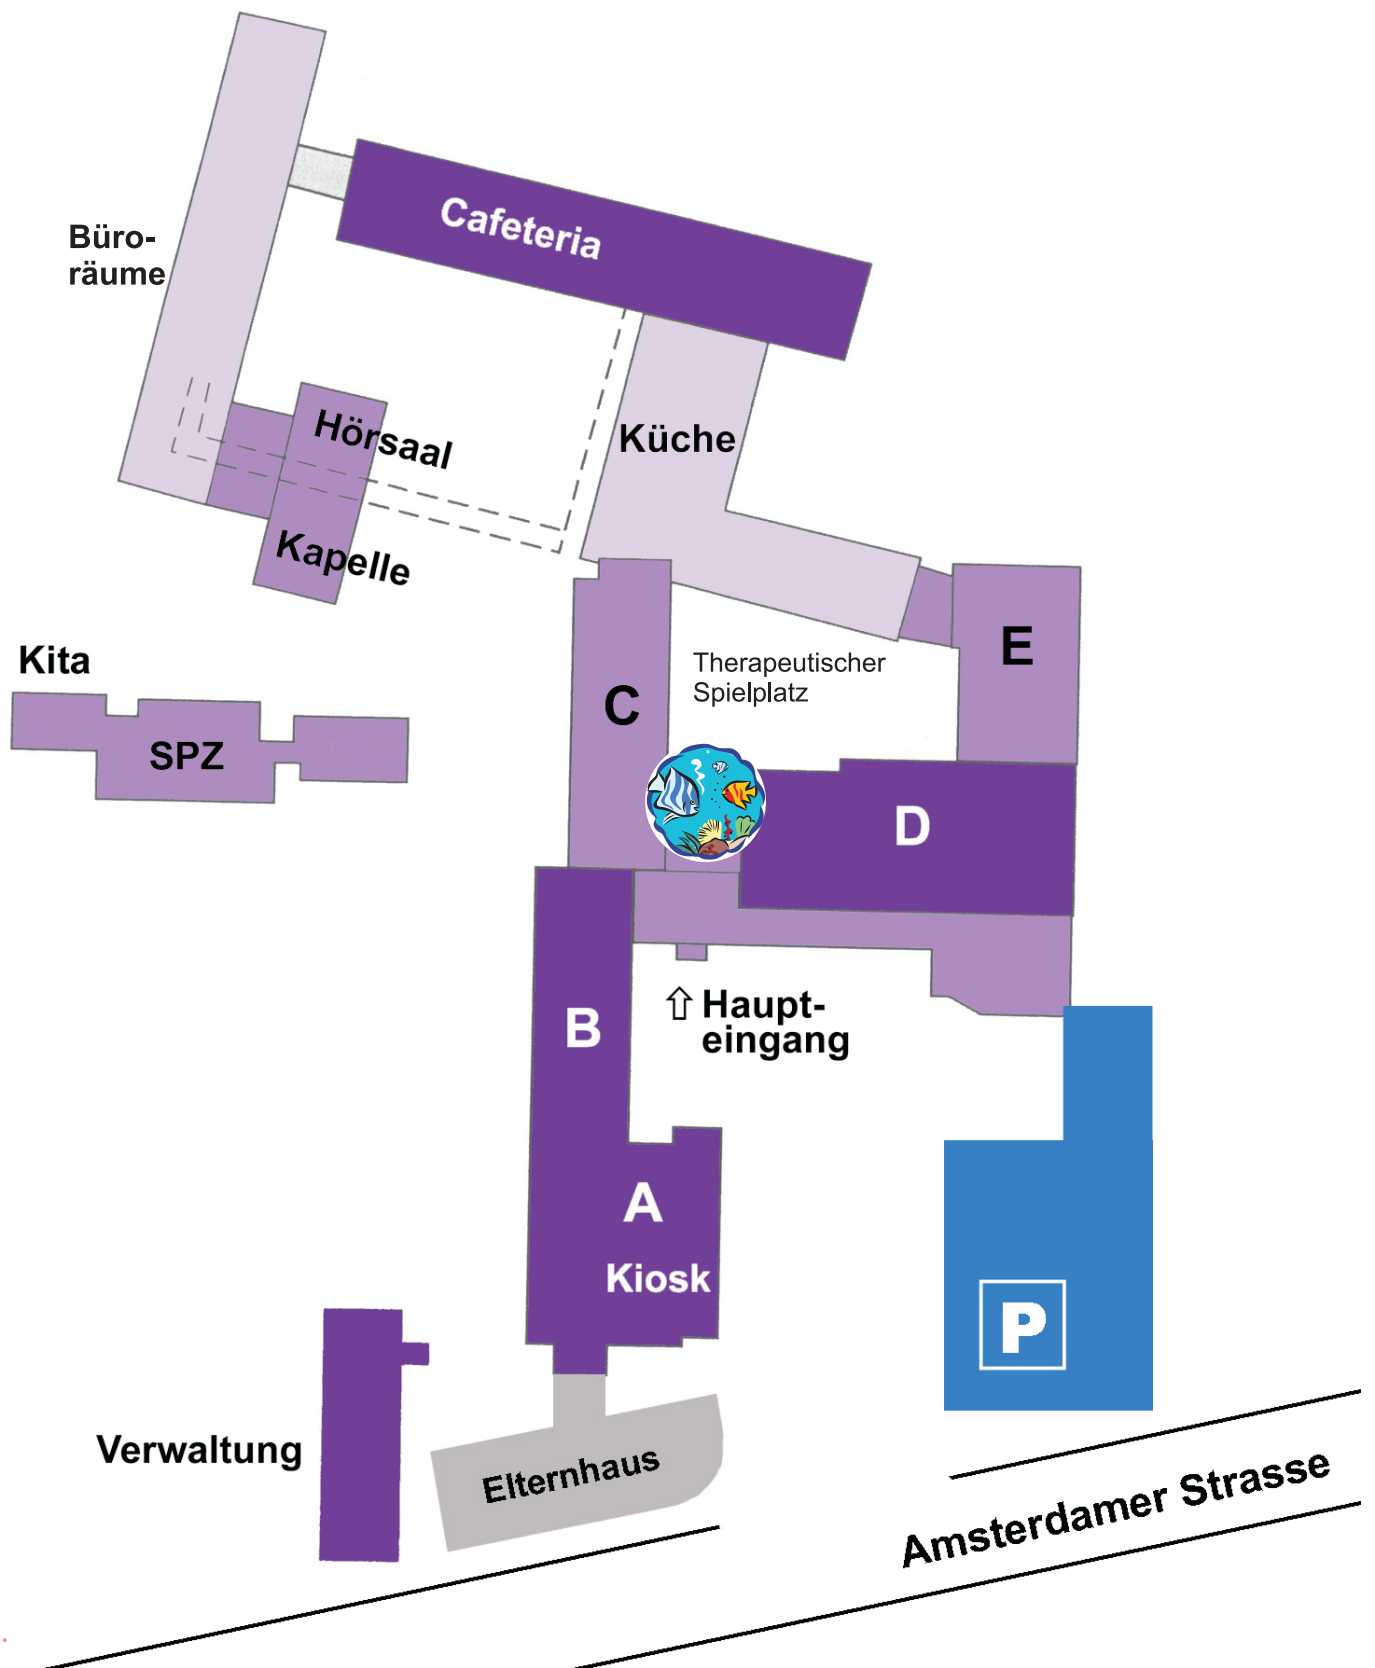 Cafeteria
Büro-
räume
Hörsaal
Küche
Kapelle
E
Kita
Therapeutischer
Spielplatz
C
SPZ
D
B
Haupt-
eingang
A
Kiosk
P
Verwaltung
Elternhaus
Amsterdamer Strasse